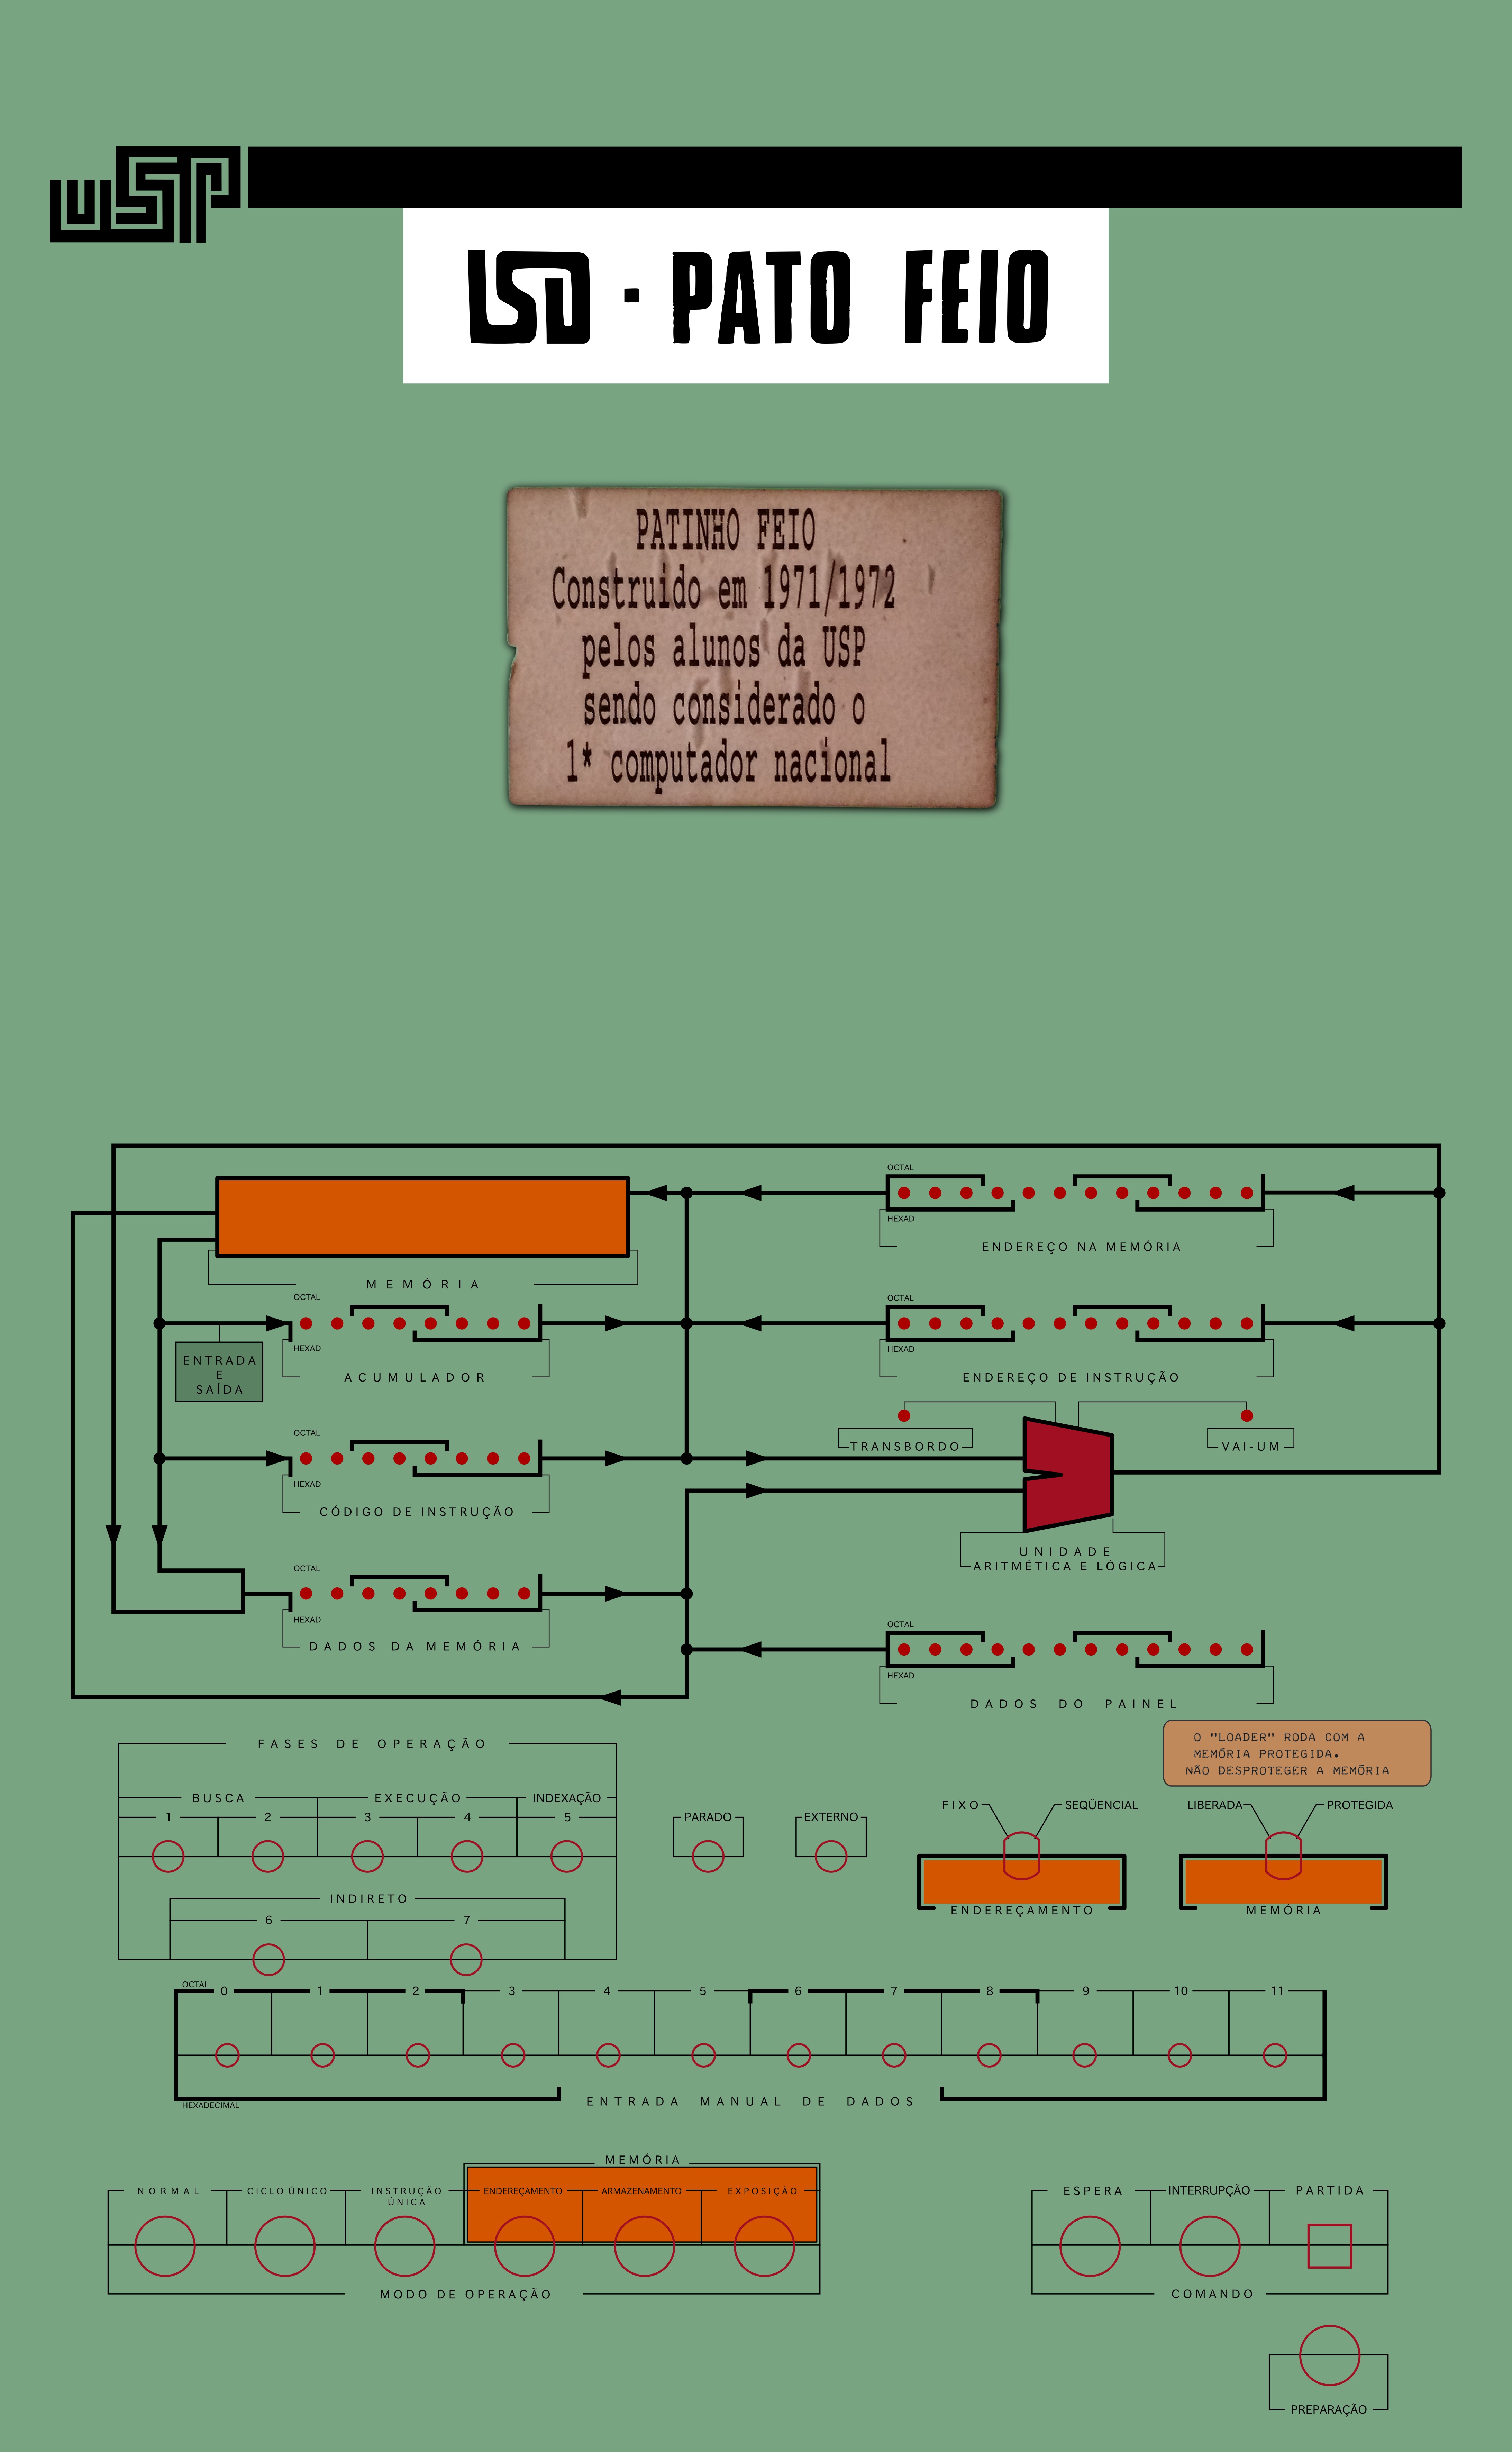 USP
LSD · PATO FEIO
PATINHO FEIO
Construido em 1971/1972
pelos alunos da USP
sendo considerado o
1* computador nacional
OCTAL
HEXAD
ENDEREÇO NA MEMÓRIA
MEMÓRIA
OCTAL
HEXAD
ACUMULADOR
OCTAL
HEXAD
ENDEREÇO DE INSTRUÇÃO
ENTRADA
E
SAÍDA
TRANSBORDO
VAI-UM
OCTAL
HEXAD
CÓDIGO DE INSTRUÇÃO
UNIDADE
ARITMÉTICA E LÓGICA
OCTAL
HEXAD
DADOS DA MEMÓRIA
OCTAL
HEXAD
DADOS DO PAINEL
O "LOADER" RODA COM A
MEMÓRIA PROTEGIDA.
NÃO DESPROTEGER A MEMÓRIA
FASES DE OPERAÇÃO
BUSCA EXECUÇÃO INDEXAÇÃO
1 2 3 4 5
INDIRETO
6 7
PARADO
EXTERNO
FIXO SEQÜENCIAL
ENDEREÇAMENTO
LIBERADA PROTEGIDA
MEMÓRIA
OCTAL
0 1 2 3 4 5 6 7 8 9 10 11
HEXADECIMAL
ENTRADA MANUAL DE DADOS
MEMÓRIA
NORMAL CICLO ÚNICO INSTRUÇÃO
ÚNICA
ENDEREÇAMENTO ARMAZENAMENTO EXPOSIÇÃO
MODO DE OPERAÇÃO
ESPERA INTERRUPÇÃO PARTIDA
COMANDO
PREPARAÇÃO